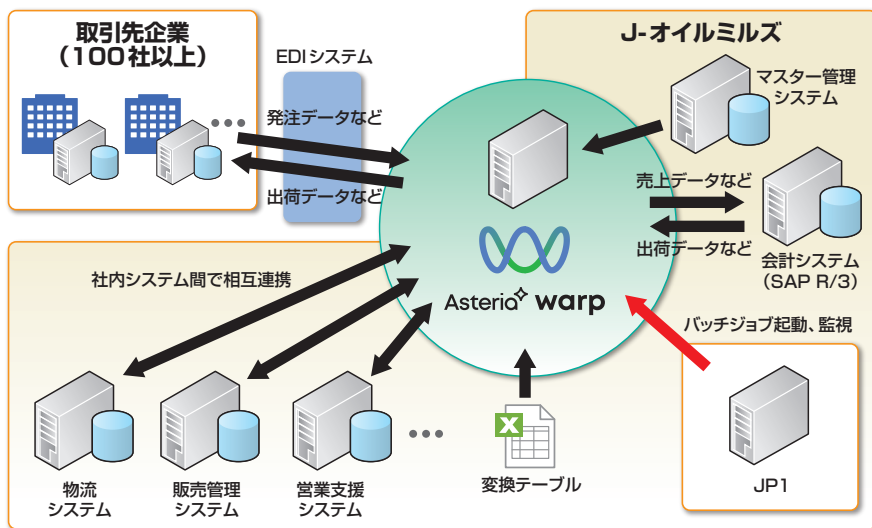 取引先企業
(100社以上)
EDIシステム
発注データなど
出荷データなど
J-オイルミルズ
マスター管理
システム
売上データなど
出荷データなど
会計システム
(SAP R/3)
社内システム間で相互連携
Asteria warp
バッチジョブ起動、監視
物流
システム
販売管理
システム
営業支援
システム
X
変換テーブル
JP1